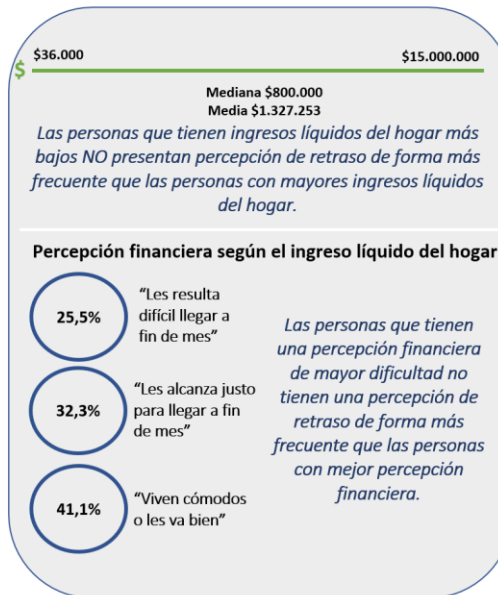 $36.000 $15.000.000
$
Mediana $800.000
Media $1.327.253
Las personas que tienen ingresos líquidos del hogar más
bajos NO presentan percepción de retraso de forma más
frecuente que las personas con mayores ingresos líquidos
del hogar.
Percepción financiera según el ingreso líquido del hogar
25,5%
“Les resulta
difícil llegar a
fin de mes”
32,3%
“Les alcanza justo
para llegar a fin
de mes”
41,1%
“Viven cómodos
o les va bien”
Las personas que tienen
una percepción financiera
de mayor dificultad no
tienen una percepción de
retraso de forma más
frecuente que las personas
con mejor percepción
financiera.